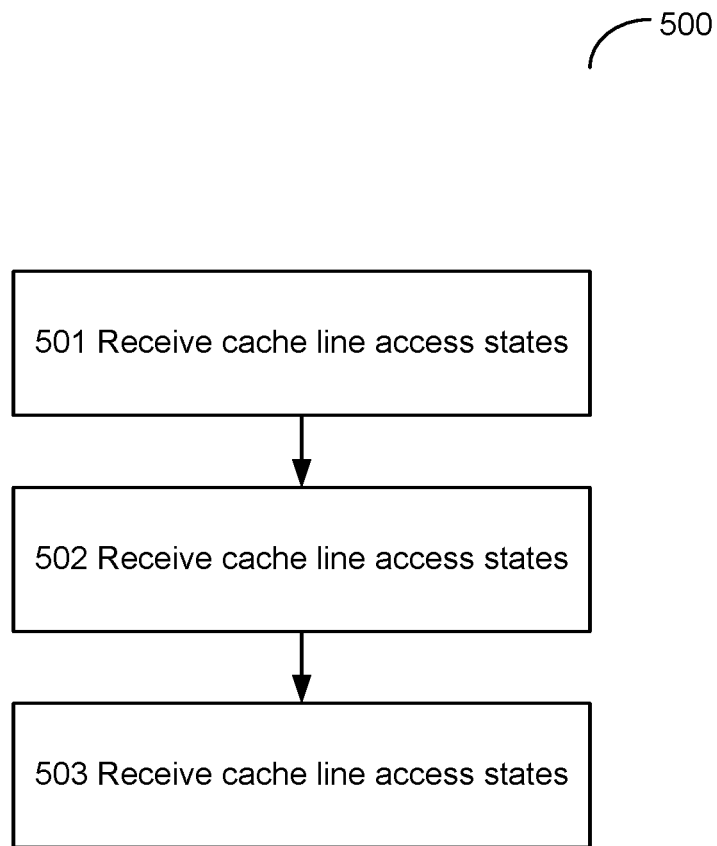 500
501 Receive cache line access states
502 Receive cache line access states
503 Receive cache line access states